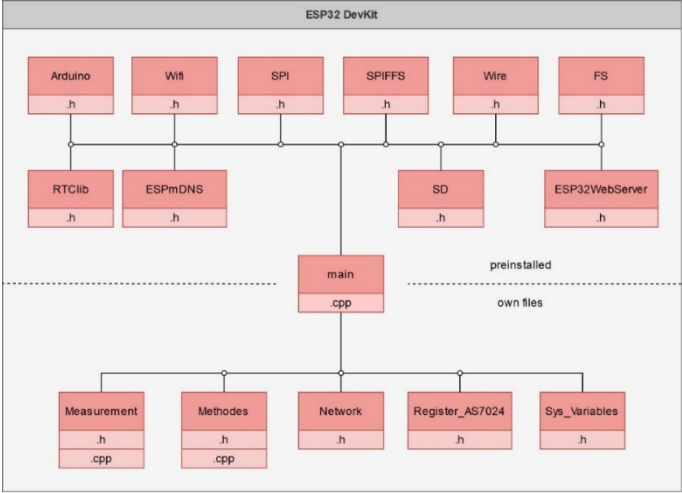 ESP32 DevKit
Arduino
.h
Wifi
.h
SPI
.h
SPIFFS
.h
Wire
.h
FS
.h
RTClib
.h
ESPmDNS
.h
SD
.h
ESP32WebServer
.h
main
.cpp
preinstalled
own files
Measurement
.h
.cpp
Methodes
.h
.cpp
Network
.h
Register_AS7024
.h
Sys_Variables
.h